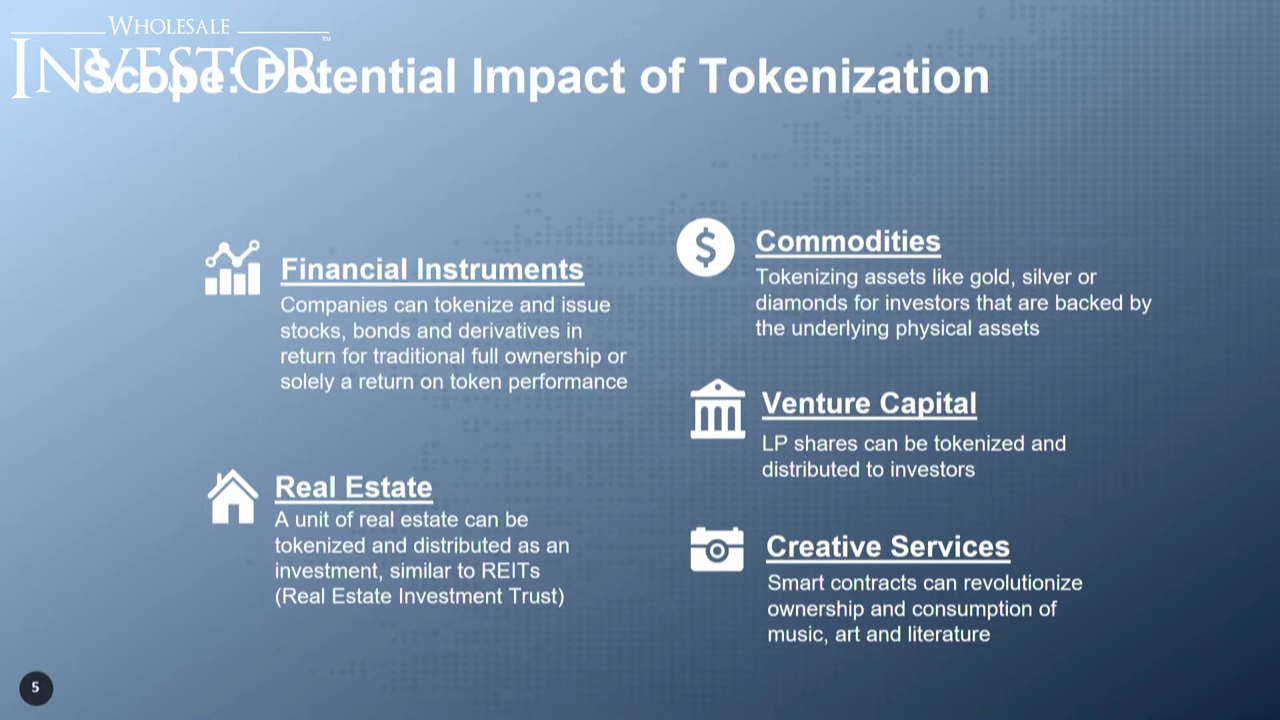 WHOLESALE
INVESTOR™
Scope: Potential Impact of Tokenization
Financial Instruments
Companies can tokenize and issue
stocks, bonds and derivatives in
return for traditional full ownership or
solely a return on token performance
Real Estate
A unit of real estate can be
tokenized and distributed as an
investment, similar to REITs
(Real Estate Investment Trust)
$
Commodities
Tokenizing assets like gold, silver or
diamonds for investors that are backed by
the underlying physical assets
Venture Capital
LP shares can be tokenized and
distributed to investors
Creative Services
Smart contracts can revolutionize
ownership and consumption of
music, art and literature
5